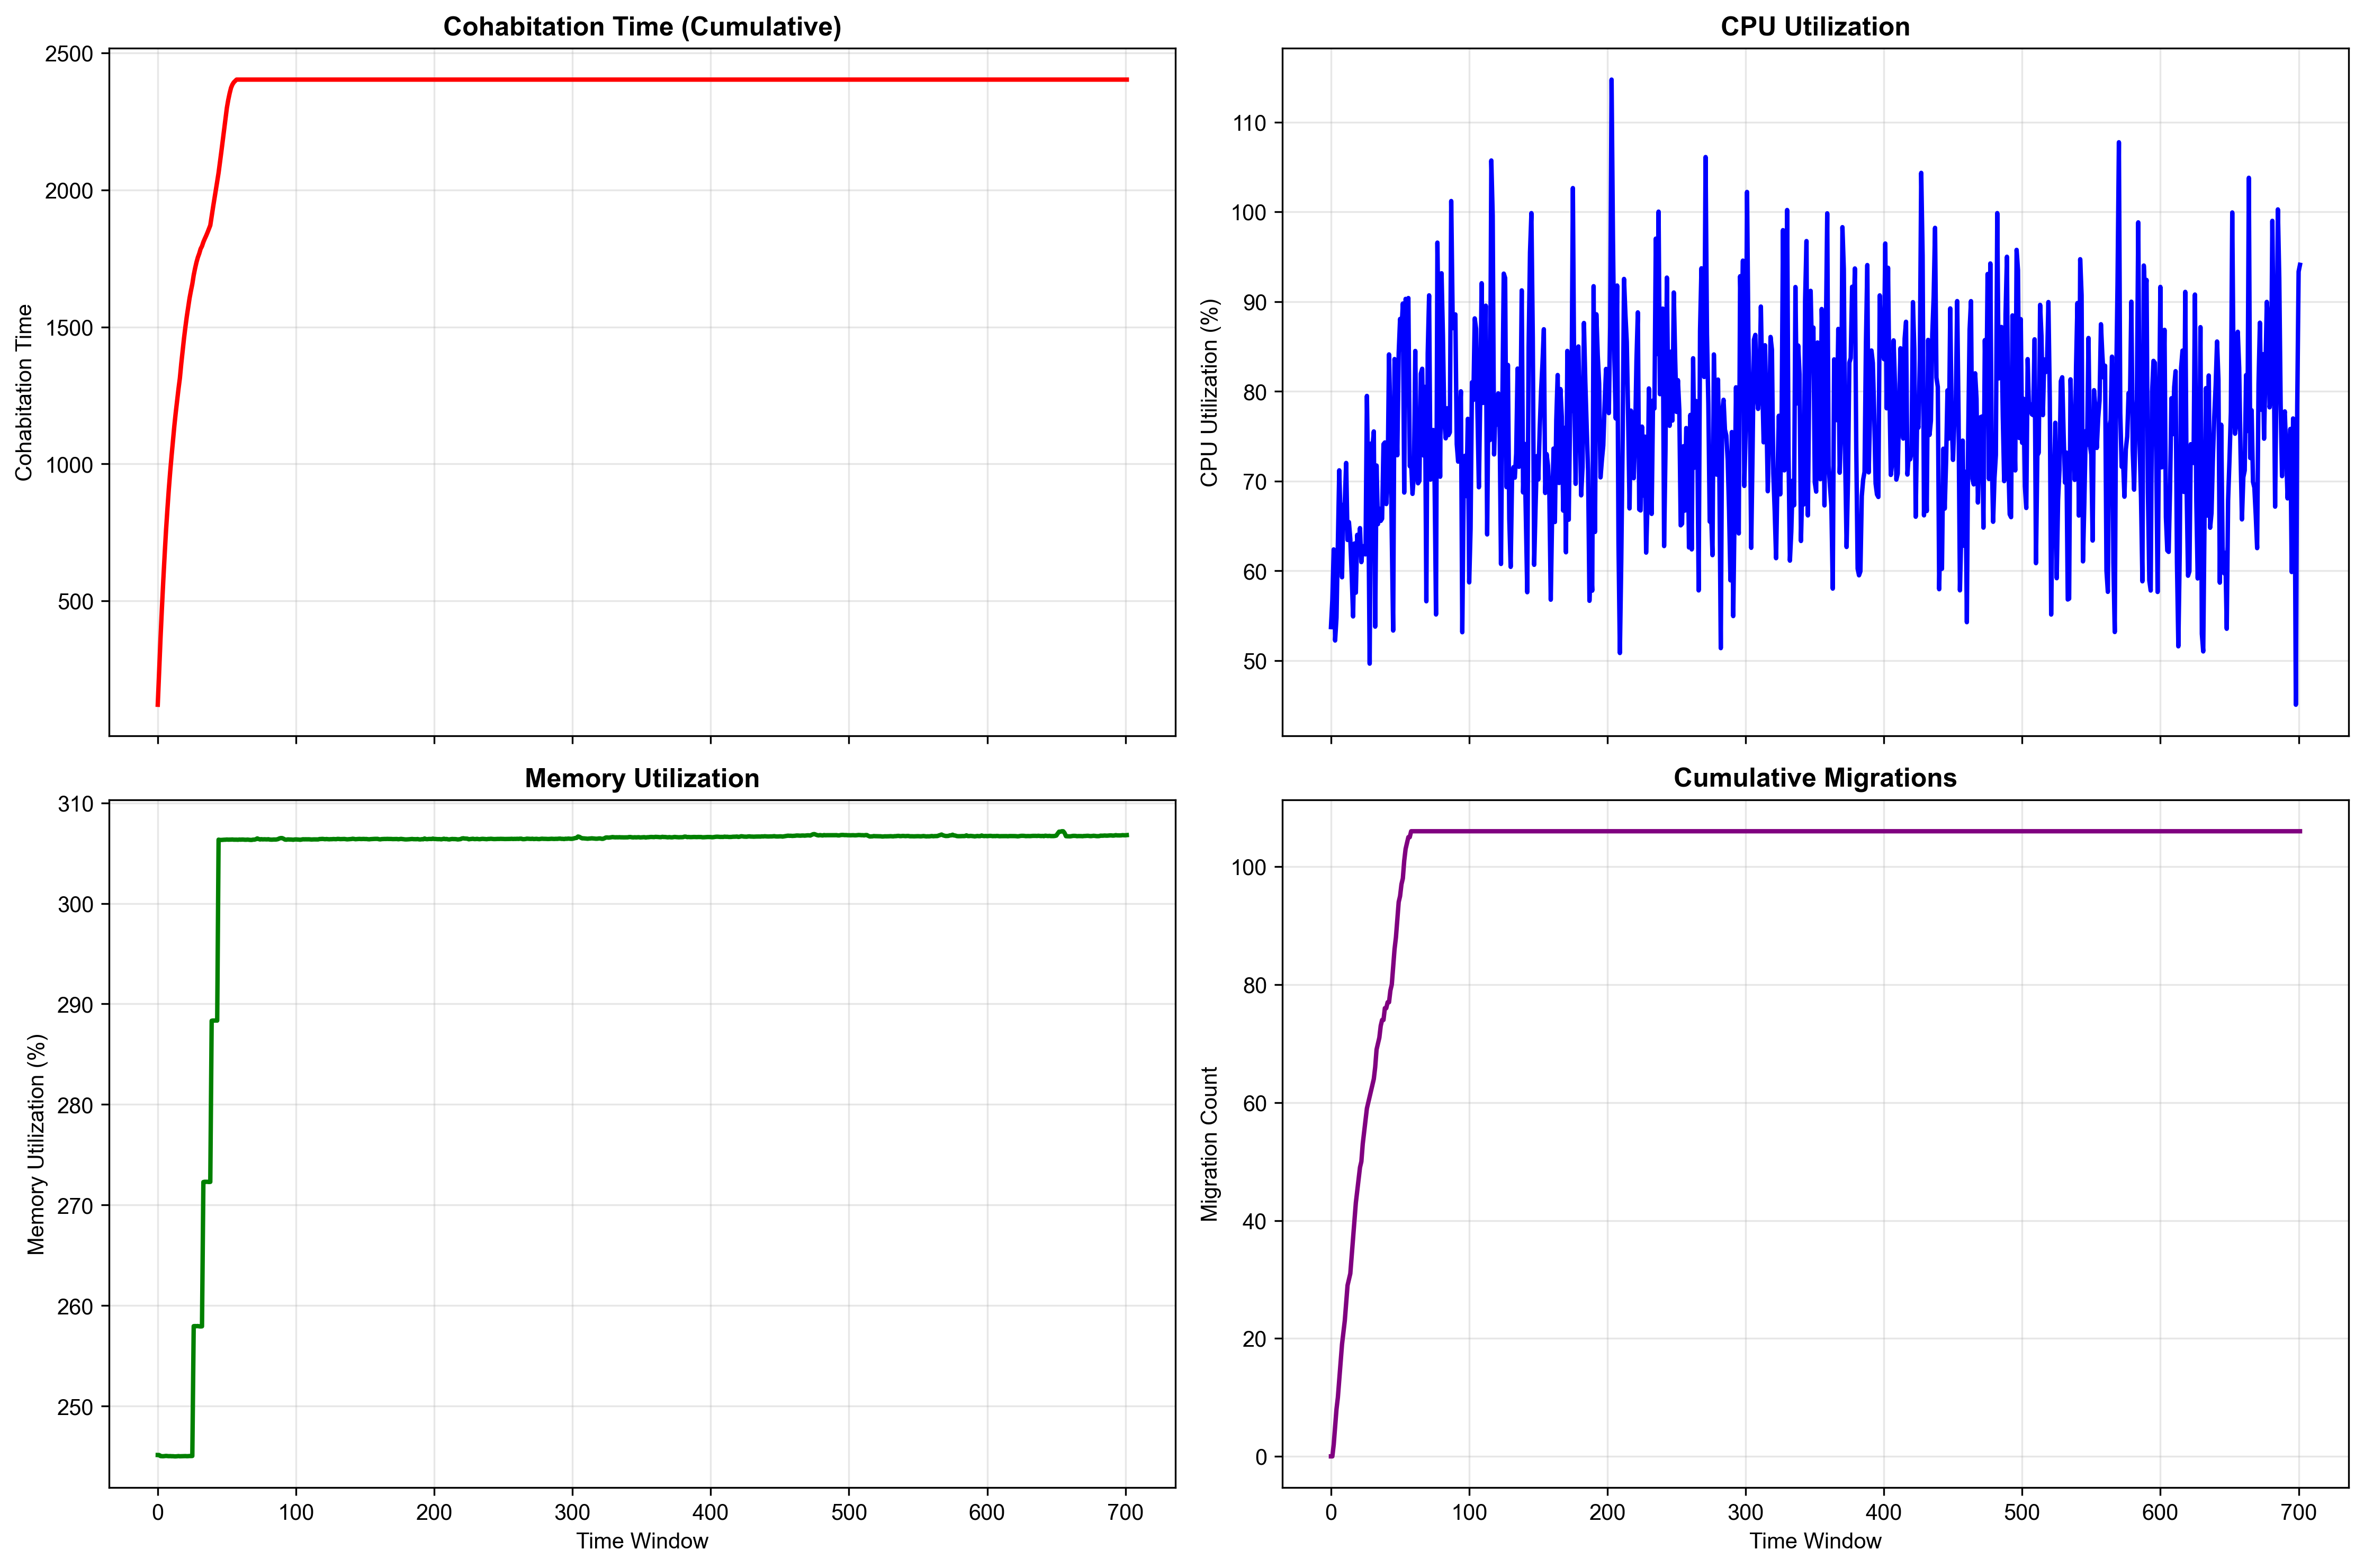 Cohabitation Time (Cumulative)
2500
2000
1500
1000
500
Cohabitation Time
CPU Utilization
110
100
90
80
70
60
50
CPU Utilization (%)
Memory Utilization
310
300
290
280
270
260
250
Memory Utilization (%)
0 100 200 300 400 500 600 700
Time Window
Cumulative Migrations
100
80
60
40
20
0
Migration Count
0 100 200 300 400 500 600 700
Time Window